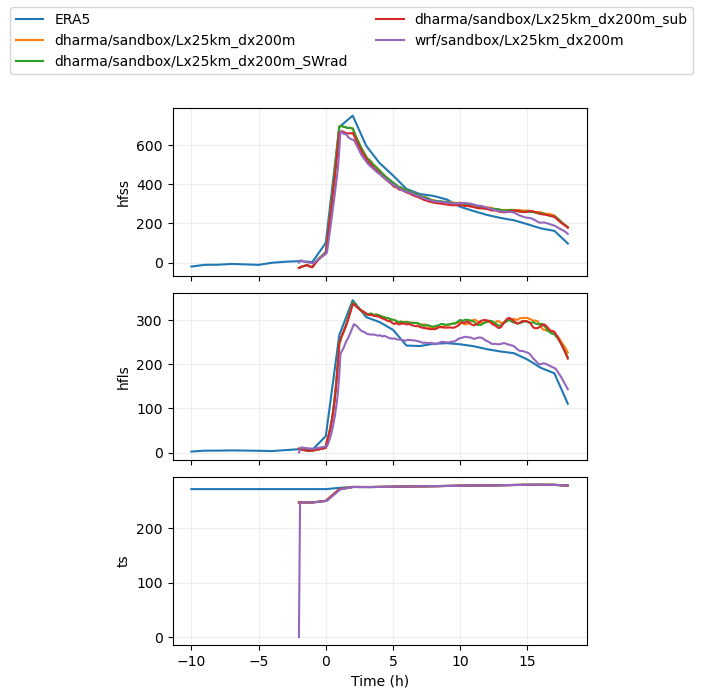 ERA5
dharma/sandbox/Lx25km_dx200m
dharma/sandbox/Lx25km_dx200m_SWrad
dharma/sandbox/Lx25km_dx200m_sub
wrf/sandbox/Lx25km_dx200m
600
400
200
0
hfss
300
200
100
0
hfls
200
100
0
ts
−10 −5 0 5 10 15
Time (h)